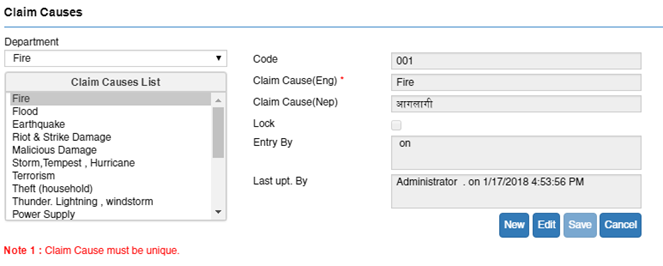 Claim Causes
Department
Fire
Claim Causes List
Fire
Flood
Earthquake
Riot & Strike Damage
Malicious Damage
Storm,Tempest , Hurricane
Terrorism
Theft (household)
Thunder. Lightning , windstorm
Power Supply
Code 001
Claim Cause(Eng) * Fire
Claim Cause(Nep) आगलागी
Lock
Entry By on
Last upt. By Administrator . on 1/17/2018 4:53:56 PM
New Edit Save Cancel
Note 1 : Claim Cause must be unique.